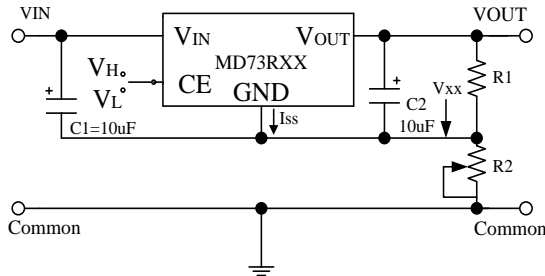 VIN
VOUT
VIN
VOUT
MD73RXX
VH
VL
CE
GND
Iss
C1=10uF
C2
10uF
Vxx
R1
R2
Common
Common